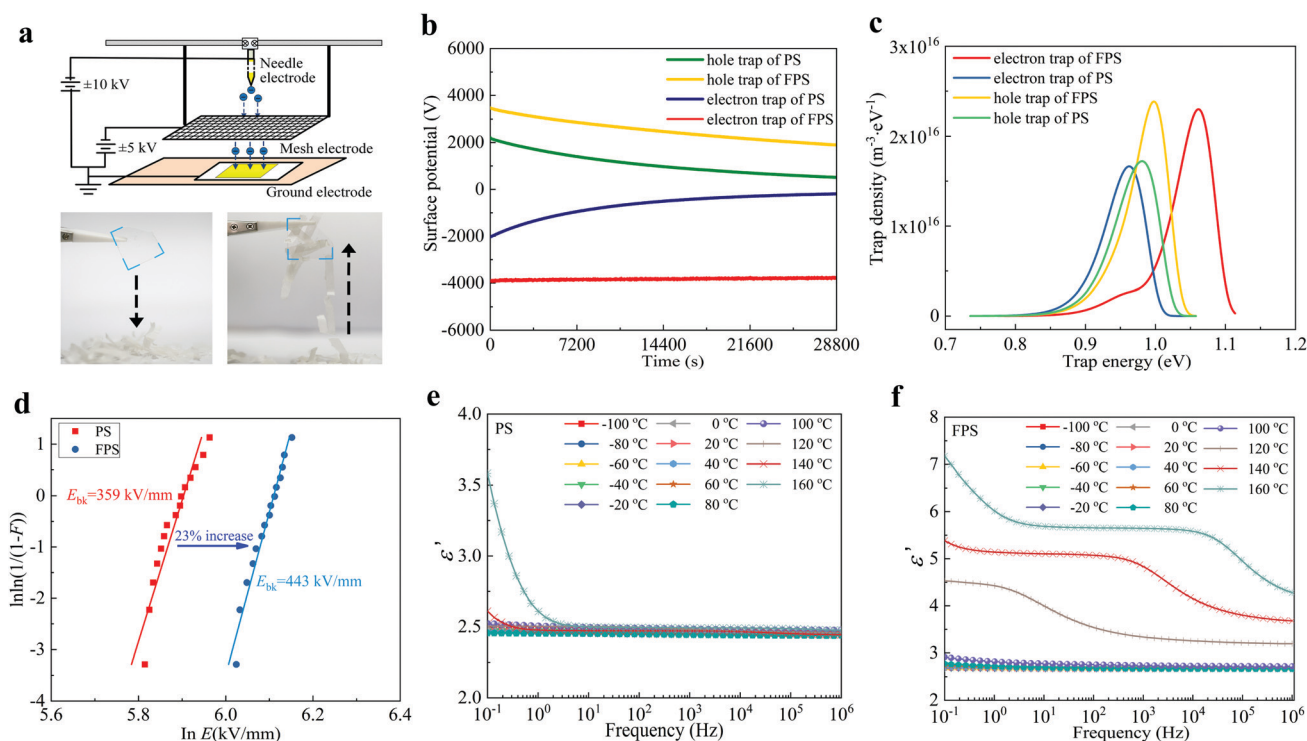 a
Needle
electrode
±10 kV
±5 kV
Mesh electrode
Ground electrode
b
6000
4000
2000
0
-2000
-4000
-6000
Surface potential (V)
hole trap of PS
hole trap of FPS
electron trap of PS
electron trap of FPS
0
7200
14400
21600
28800
Time (s)
c
3x10¹⁶
2x10¹⁶
1x10¹⁶
0
Trap density (m⁻³·eV⁻¹)
electron trap of FPS
electron trap of PS
hole trap of FPS
hole trap of PS
0.7
0.8
0.9
1.0
1.1
1.2
Trap energy (eV)
d
1
0
-1
-2
-3
-4
lnln(1/(1-F))
PS
FPS
E_bk=359 kV/mm
23% increase
E_bk=443 kV/mm
5.6
5.8
6.0
6.2
6.4
ln E(kV/mm)
e
4.0
3.5
3.0
2.5
2.0
ε’
PS
-100 ºC
-80 ºC
-60 ºC
-40 ºC
-20 ºC
0 ºC
20 ºC
40 ºC
60 ºC
80 ºC
100 ºC
120 ºC
140 ºC
160 ºC
10⁻¹
10⁰
10¹
10²
10³
10⁴
10⁵
10⁶
Frequency (Hz)
f
8
7
6
5
4
3
2
ε’
FPS
-100 ºC
-80 ºC
-60 ºC
-40 ºC
-20 ºC
0 ºC
20 ºC
40 ºC
60 ºC
80 ºC
100 ºC
120 ºC
140 ºC
160 ºC
10⁻¹
10⁰
10¹
10²
10³
10⁴
10⁵
10⁶
Frequency (Hz)